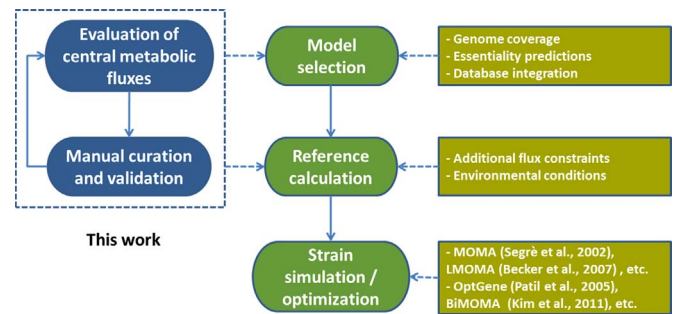 Evaluation of
central metabolic
fluxes
Manual curation
and validation
This work
Model
selection
Reference
calculation
Strain
simulation /
optimization
- Genome coverage
- Essentiality predictions
- Database integration
- Additional flux constraints
- Environmental conditions
- MOMA (Segrè et al., 2002),
LMOMA (Becker et al., 2007) , etc.
- OptGene (Patil et al., 2005),
BiMOMA (Kim et al., 2011), etc.